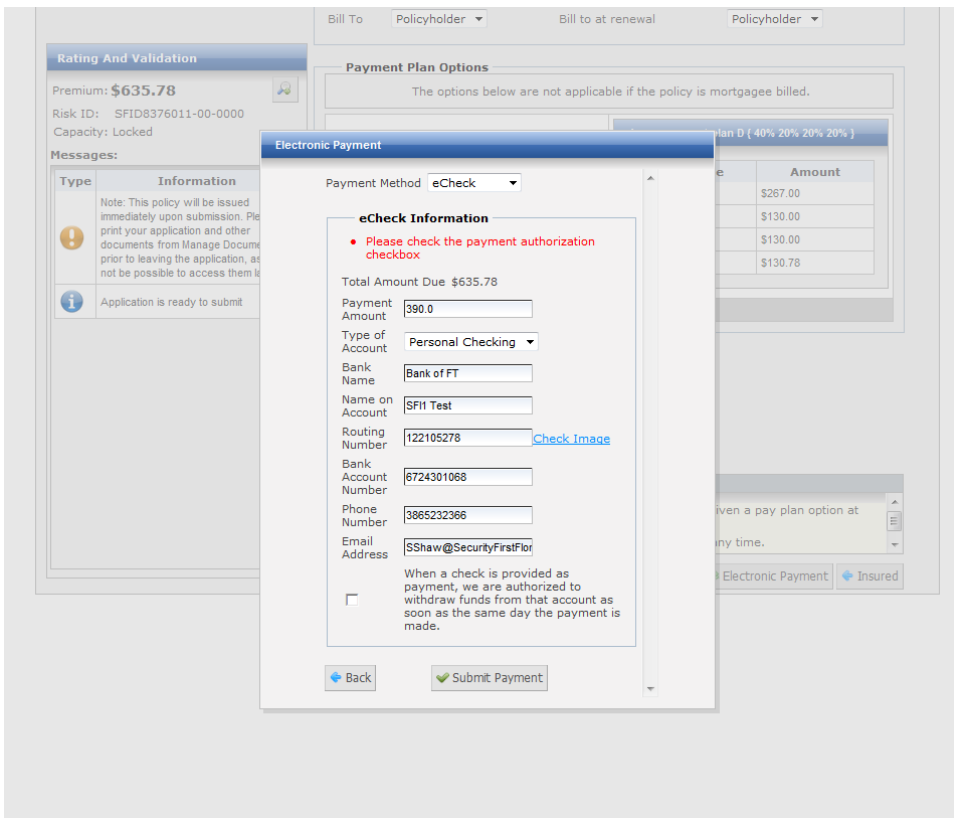 Bill To Policyholder Bill to at renewal Policyholder
Rating And Validation
Premium: $635.78
Risk ID: SFID8376011-00-0000
Capacity: Locked
Messages:
Type Information
Note: This policy will be issued
immediately upon submission.
print your application and other
documents from Manage
prior to leaving the application,
not be possible to access them
Application is ready to submit
Payment Plan Options
The options below are not applicable if the policy is mortgagee billed.
plan D ( 40% 20% 20% 20% )
Amount
$267.00
$130.00
$130.00
$130.78
Electronic Payment
Payment Method eCheck
eCheck Information
Please check the payment authorization
checkbox
Total Amount Due $635.78
Payment
Amount
390.0
Type of
Account
Personal Checking
Bank
Name
Bank of FT
Name on
Account
SFI1 Test
Routing
Number
122105278 Check Image
Bank
Account
Number
6724301068
Phone
Number
3865232366
Email
Address
SShaw@SecurityFirstFlor
When a check is provided as
payment, we are authorized to
withdraw funds from that account as
soon as the same day the payment is
made.
Back Submit Payment
given a pay plan option at
any time.
Electronic Payment Insured